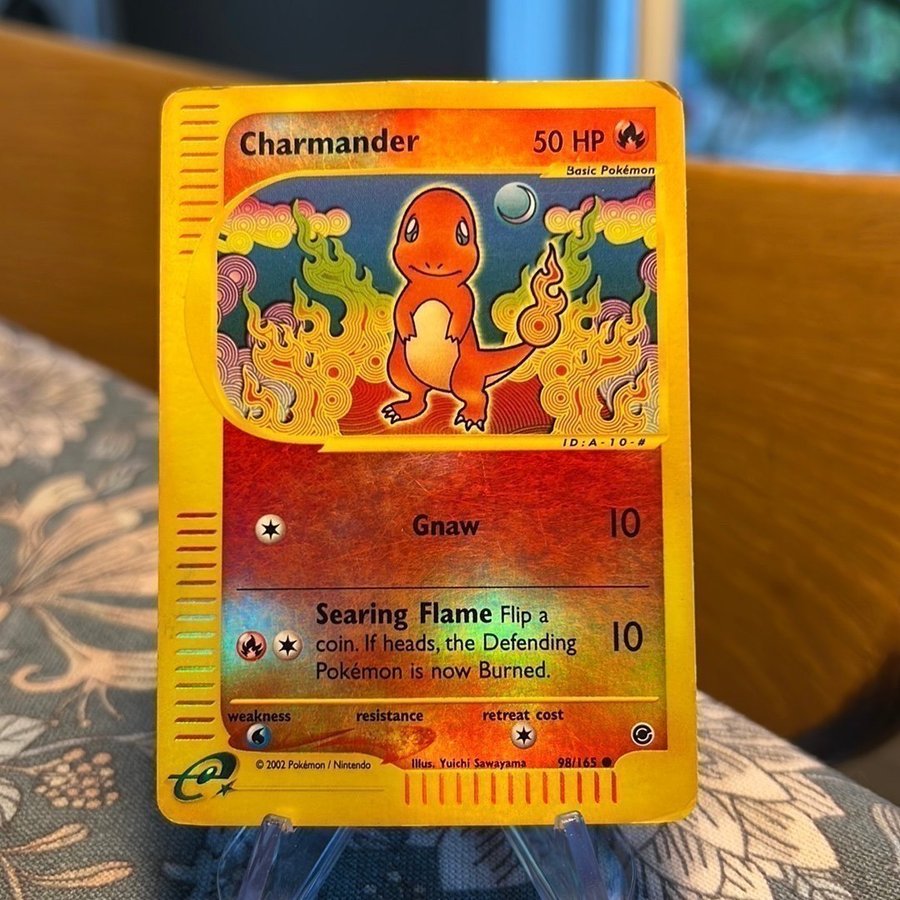 Charmander 50 HP
Basic Pokémon
ID:A-10-#
Gnaw 10
Searing Flame Flip a
coin. If heads, the Defending
Pokémon is now Burned.
10
weakness resistance retreat cost
© 2002 Pokémon / Nintendo Illus. Yuichi Sawayama 98/165 ●
e